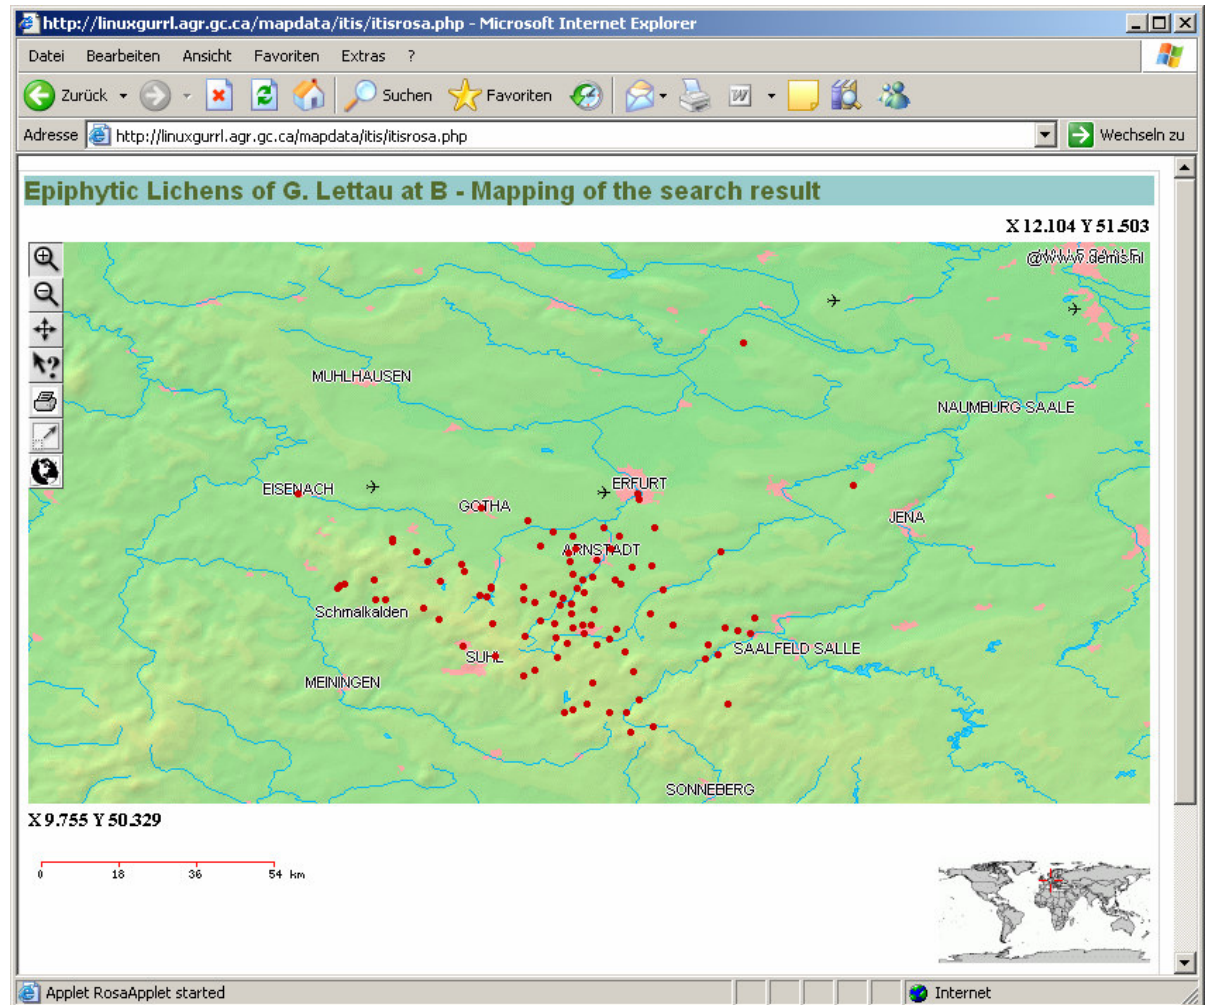 http://linuxgurrl.agr.gc.ca/mapdata/itis/itisrosa.php - Microsoft Internet Explorer
Datei Bearbeiten Ansicht Favoriten Extras ?
Zurück Suchen Favoriten
Adresse http://linuxgurrl.agr.gc.ca/mapdata/itis/itisrosa.php Wechseln zu
Epiphytic Lichens of G. Lettau at B - Mapping of the search result
X 12.104 Y 51.503
@www.demis.nl
MUHLHAUSEN
NAUMBURG SAALE
EISENACH
ERFURT
GOTHA
JENA
ARNSTADT
Schmalkalden
SAALFELD SALLE
SUHL
MEININGEN
SONNEBERG
X 9.755 Y 50.329
0 18 36 54 km
Applet RosaApplet started Internet